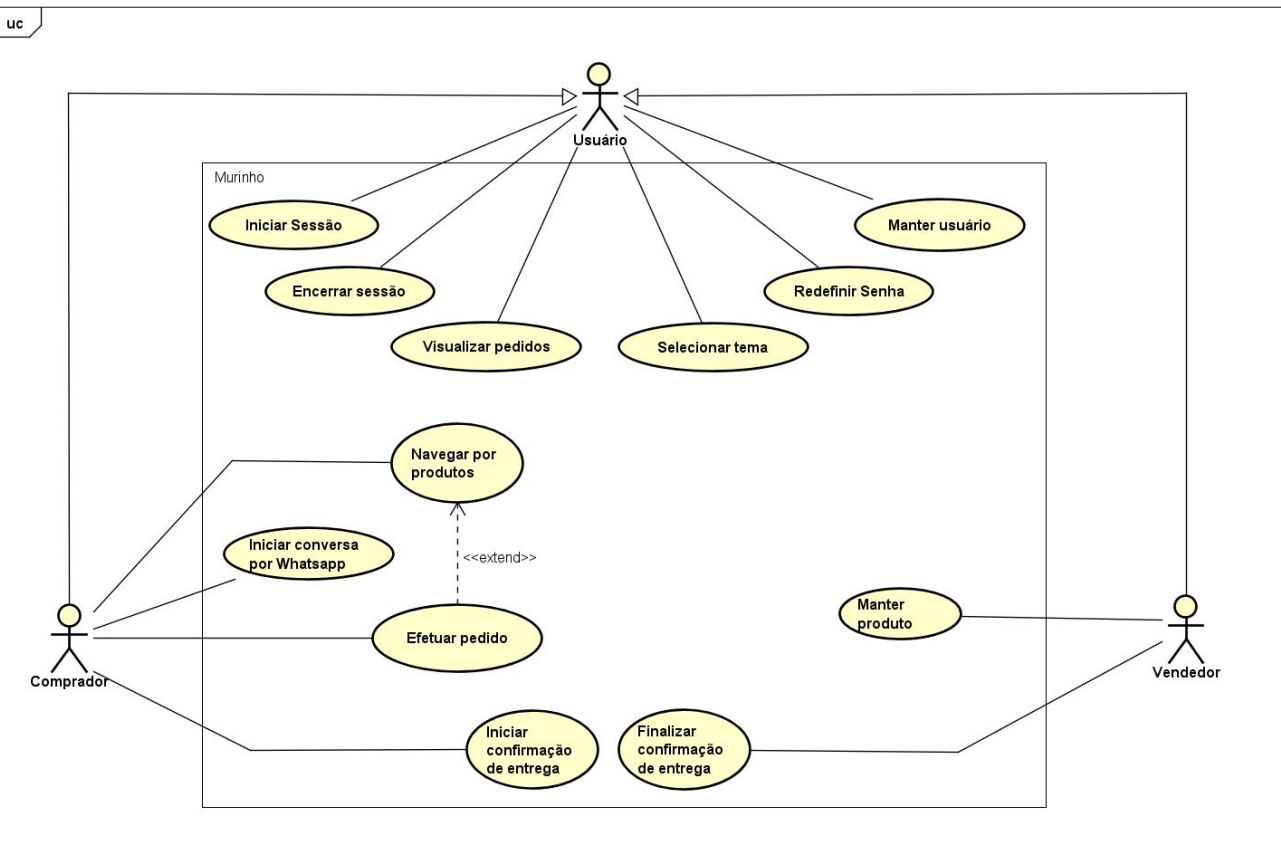 uc
Usuário
Murinho
Iniciar Sessão
Manter usuário
Encerrar sessão
Redefinir Senha
Visualizar pedidos
Selecionar tema
Navegar por
produtos
Iniciar conversa
por Whatsapp
<<extend>>
Manter
produto
Efetuar pedido
Comprador
Vendedor
Iniciar
confirmação
de entrega
Finalizar
confirmação
de entrega